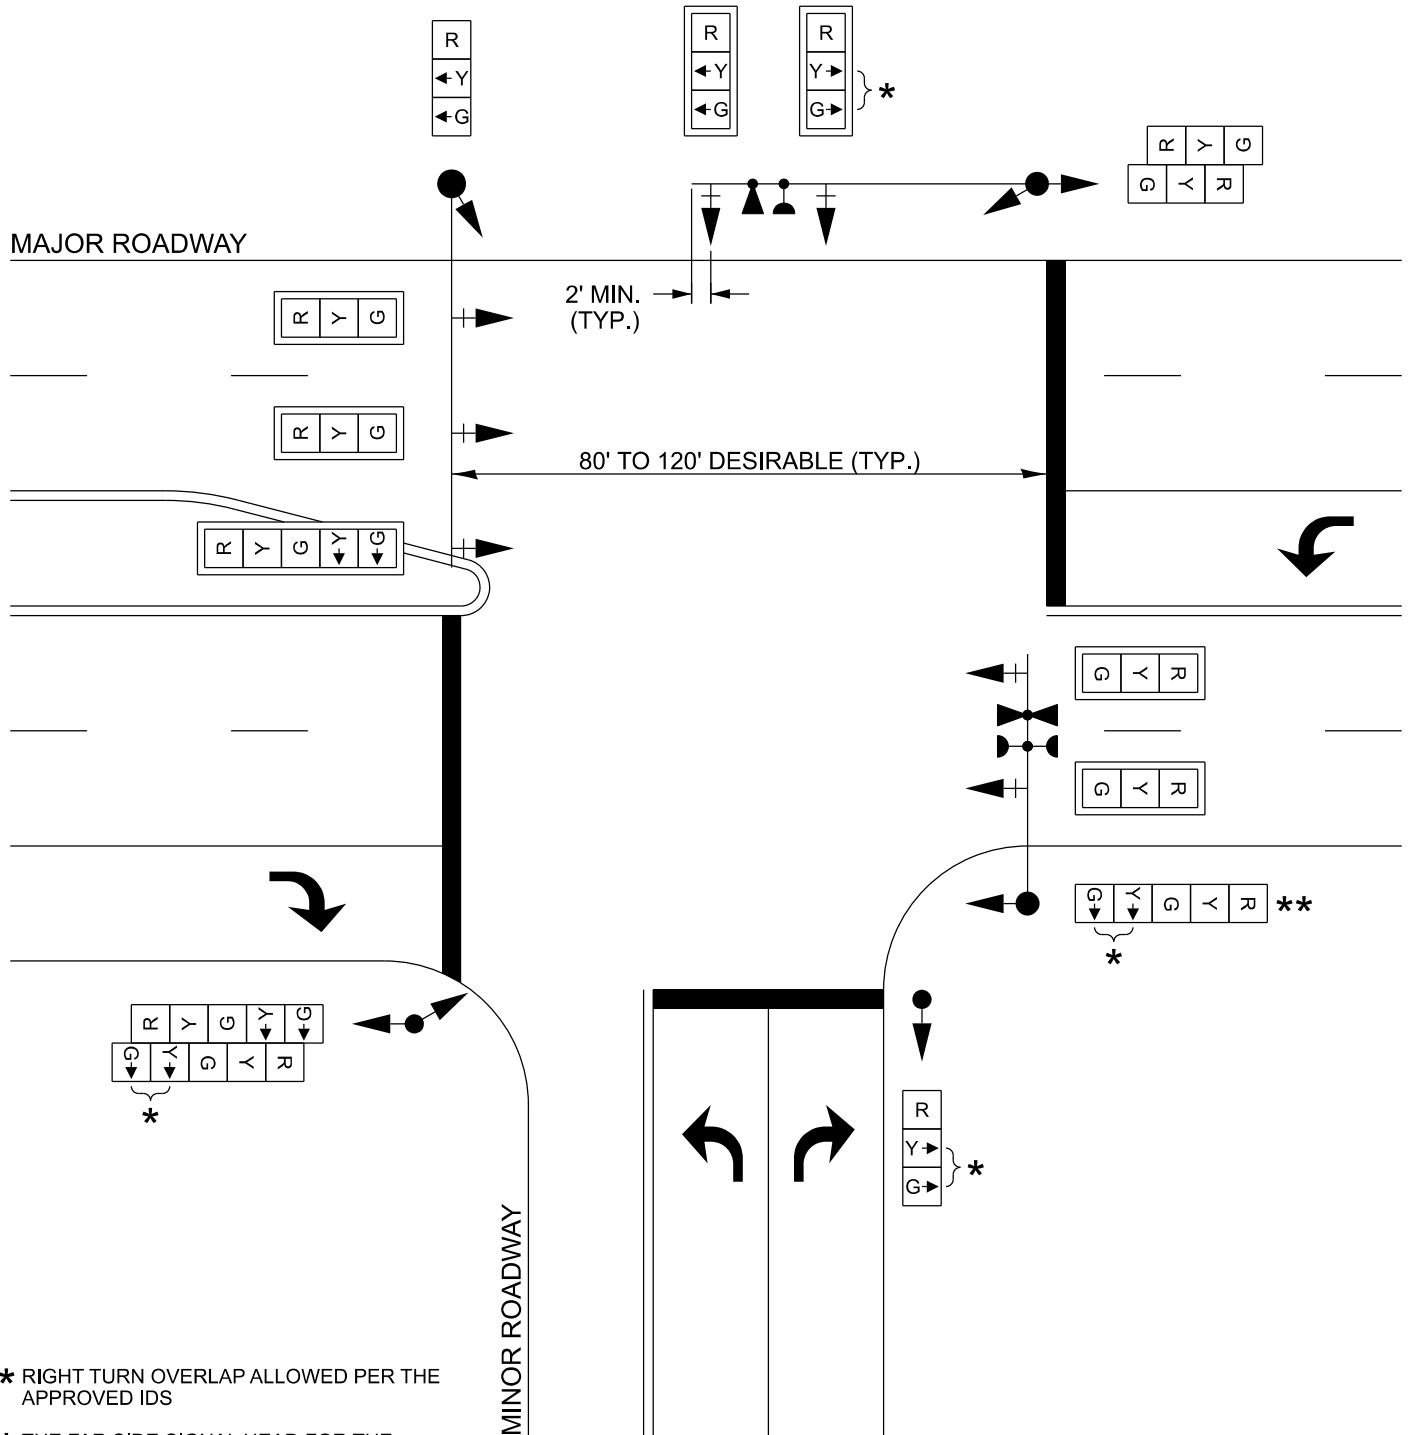 R
←Y
←G
R
←Y
←G
R
Y→
G→
*
R Y G
G Y R
MAJOR ROADWAY
2' MIN.
(TYP.)
R Y G
R Y G
80' TO 120' DESIRABLE (TYP.)
R Y G ←Y ←G
G Y R
G Y R
G→ Y→ G Y R **
*
R Y G ←Y ←G
G→ Y→ G Y R
*
R
Y→
G→
*
MINOR ROADWAY
* RIGHT TURN OVERLAP ALLOWED PER THE
APPROVED IDS